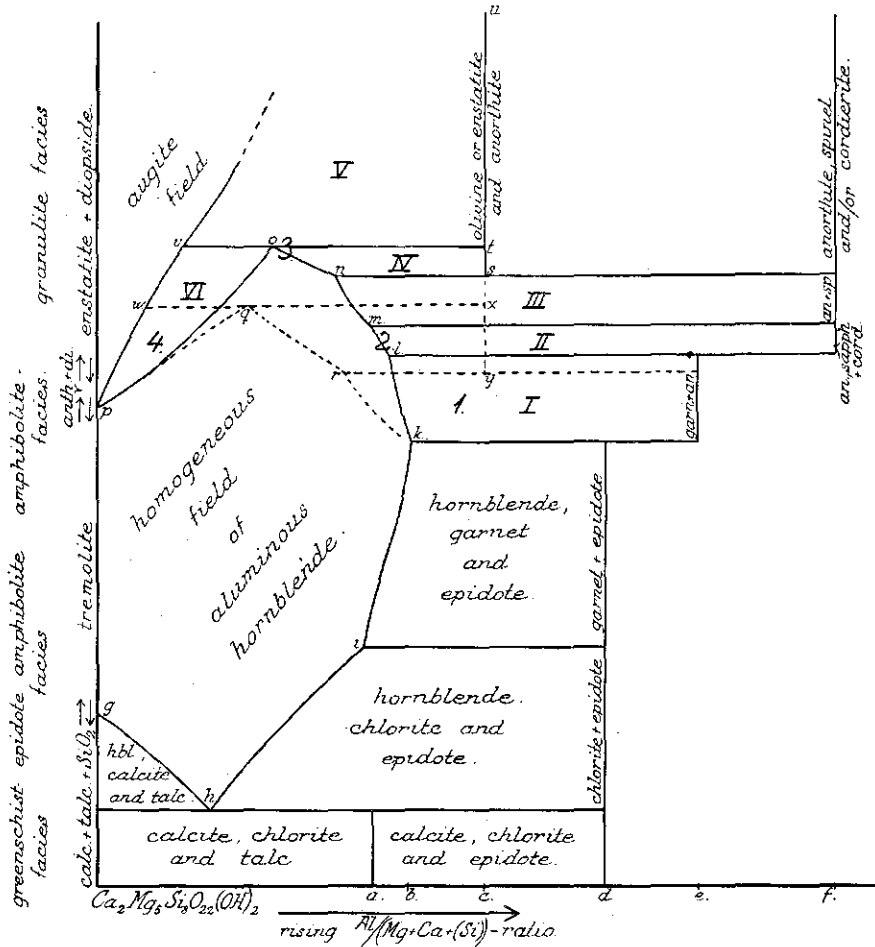 u
granulite facies
enstatite + diopside.
augite
field
V
olivine or enstatite
and anorthite
anorthite, spinel
and/or cordierite.
v
o
3
t
n
IV
s
VI
w
x
III
an+sp
q
4.
m
2
l
II
an, sapph
+ cord.
anth + di.
r
y
1.
I
garn+an.
p
k
amphibolite-
facies.
homogeneous
field
of
aluminous
hornblende.
hornblende,
garnet
and
epidote.
garnet + epidote
tremolite
epidote amphibolite
facies
i
g
hornblende.
chlorite and
epidote.
chlorite + epidote
hbl,
calcite
and talc.
h
calc.+talc.+SiO2
greenschist-
facies
calcite, chlorite
and talc
calcite, chlorite
and epidote.
a. b. c. d e. f.
Ca2Mg5Si8O22(OH)2
rising Al/(Mg+Ca+(Si))-ratio.